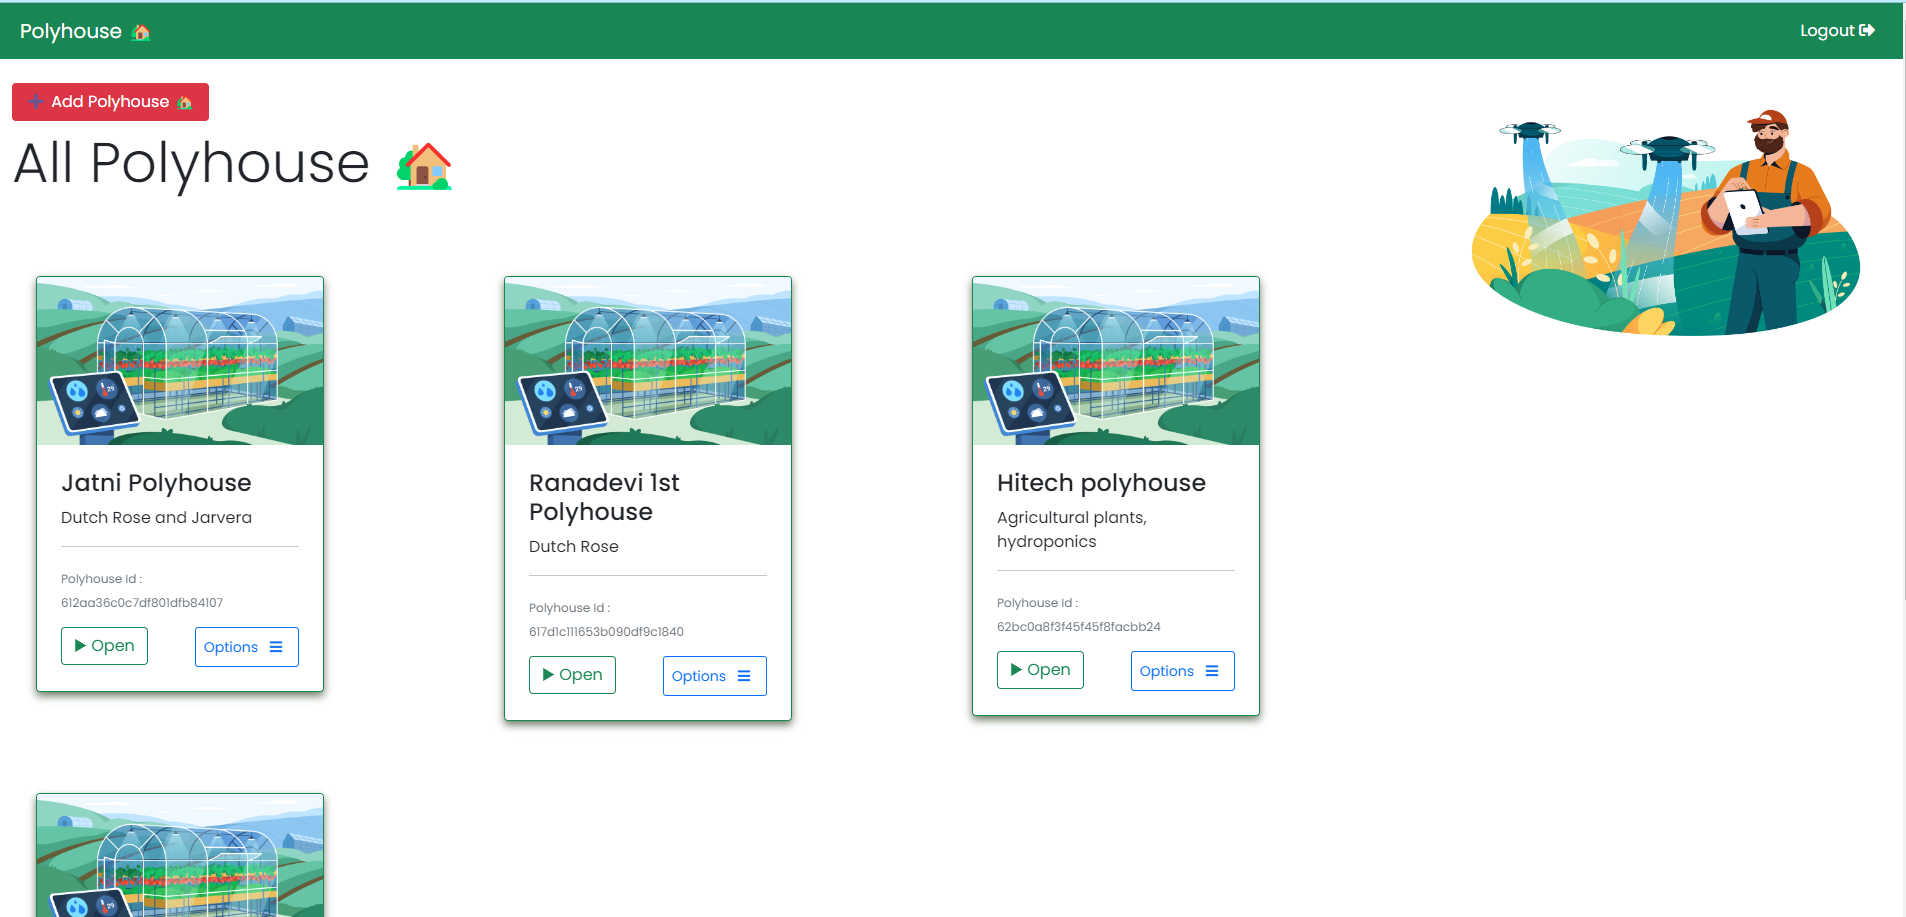 Polyhouse
Logout
Add Polyhouse
All Polyhouse
Jatni Polyhouse
Dutch Rose and Jarvera
Polyhouse Id :
612aa36c0c7df801dfb84107
Open
Options
Ranadevi 1st
Polyhouse
Dutch Rose
Polyhouse Id :
617d1c111653b090df9c1840
Open
Options
Hitech polyhouse
Agricultural plants,
hydroponics
Polyhouse Id :
62bc0a8f3f45f45f8facbb24
Open
Options